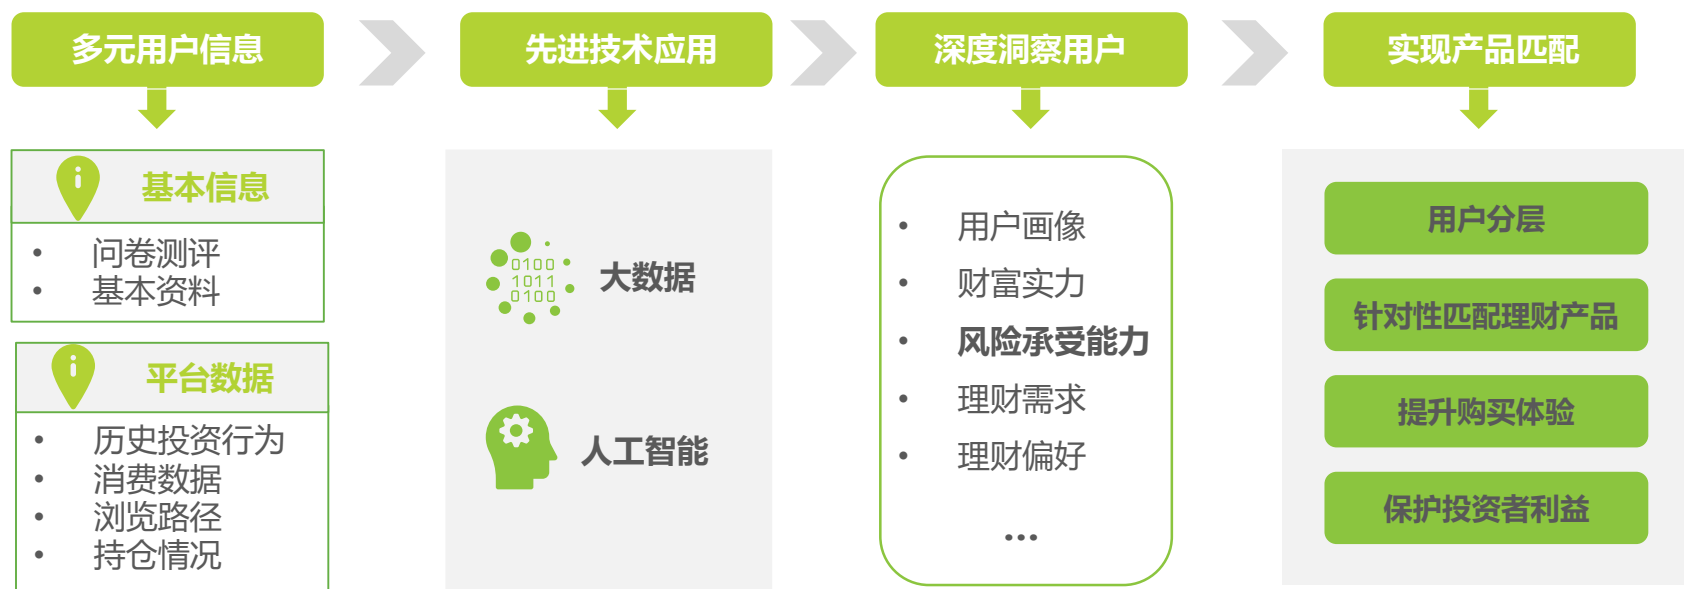 多元用户信息
先进技术应用
深度洞察用户
实现产品匹配
基本信息
• 问卷测评
• 基本资料
平台数据
• 历史投资行为
• 消费数据
• 浏览路径
• 持仓情况
0100
1011
0100
大数据
人工智能
• 用户画像
• 财富实力
• 风险承受能力
• 理财需求
• 理财偏好
...
用户分层
针对性匹配理财产品
提升购买体验
保护投资者利益